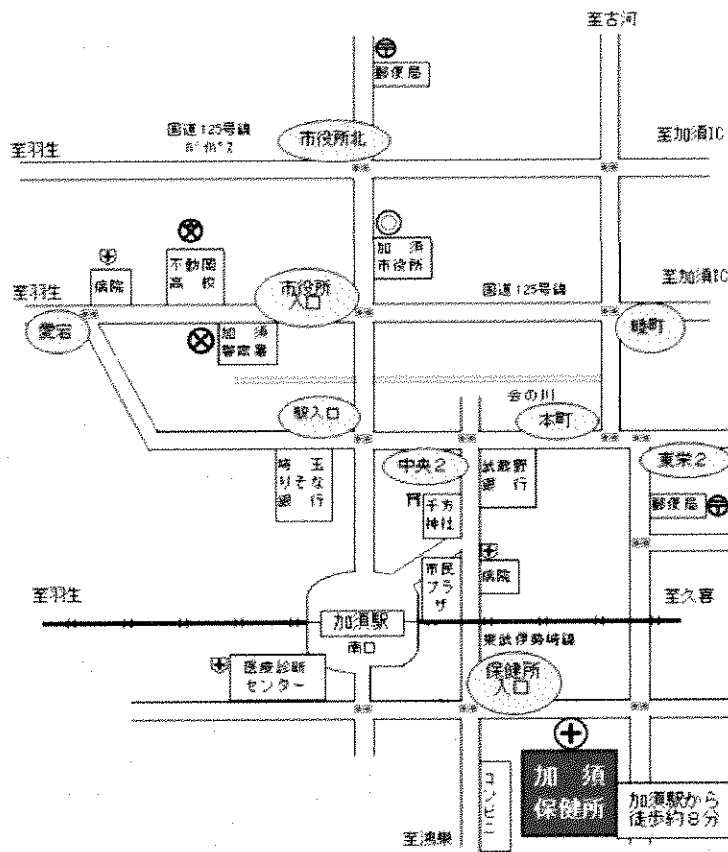 至古河
郵便局
国道125号線
ﾊﾞｲﾊﾟｽ
市役所北
至羽生
至加須IC
加 須
市役所
不動岡
高 校
病院
市役所
入口
至羽生
国道125号線
至加須IC
愛宕
加 須
警察署
睦町
会の川
駅入口
本町
埼 玉
りそな
銀 行
中央2
武蔵野
銀 行
東栄2
千方
神社
郵便局
市民
プラ
ザ
病院
至羽生
至久喜
加須駅
南口
東武伊勢崎線
医療診断
センター
保健所
入口
加 須
保健所
コンビニ
加須駅から
徒歩約8分
至鴻巣